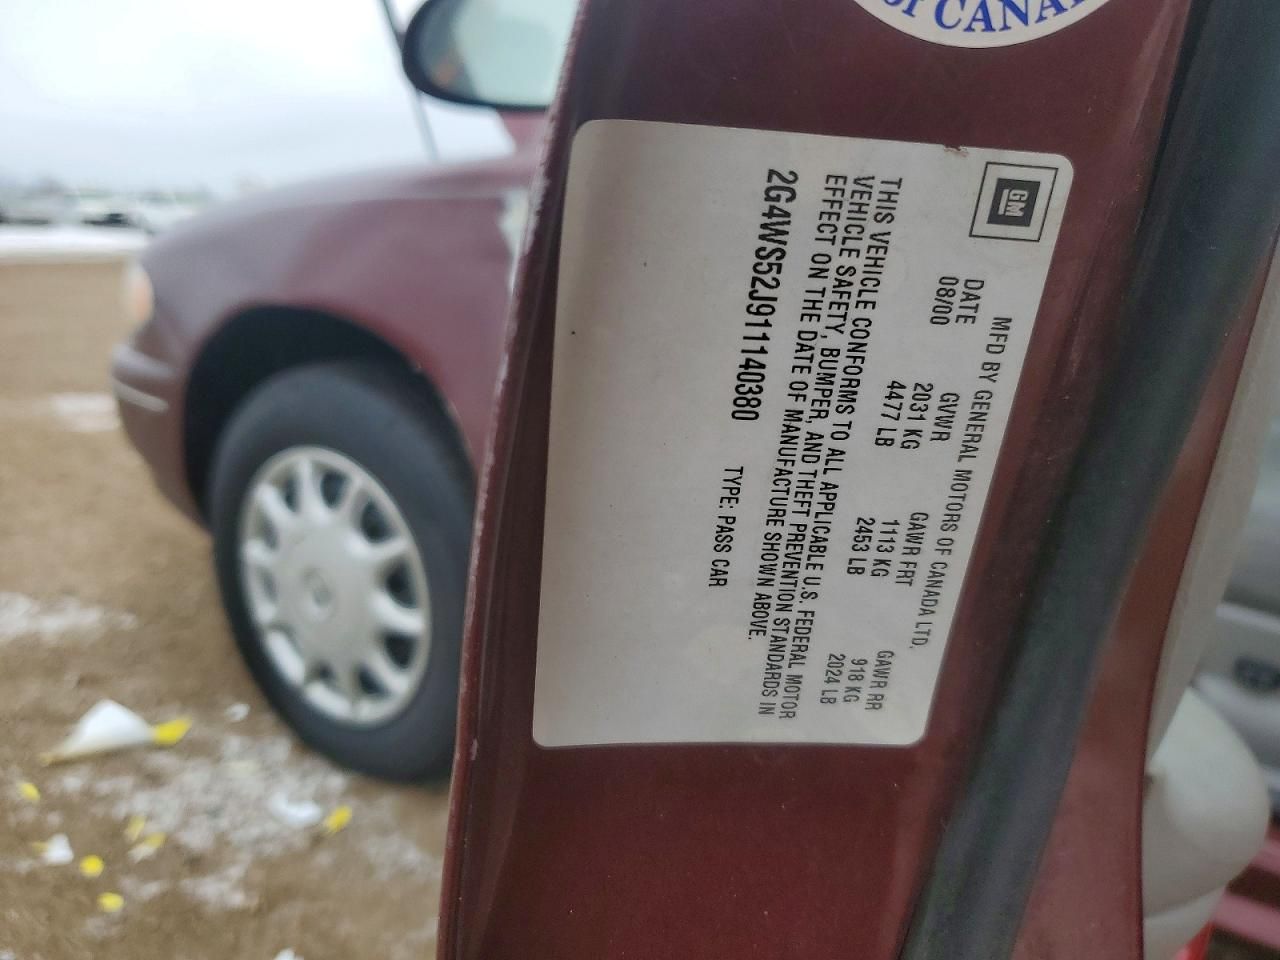 of CANA
GM
MFD BY GENERAL MOTORS OF CANADA LTD.
DATE GVWR GAWR FRT GAWR RR
08/00 2031 KG 1113 KG 918 KG
4477 LB 2453 LB 2024 LB
THIS VEHICLE CONFORMS TO ALL APPLICABLE U.S. FEDERAL MOTOR
VEHICLE SAFETY, BUMPER, AND THEFT PREVENTION STANDARDS IN
EFFECT ON THE DATE OF MANUFACTURE SHOWN ABOVE.
2G4WS52J911140380 TYPE: PASS CAR